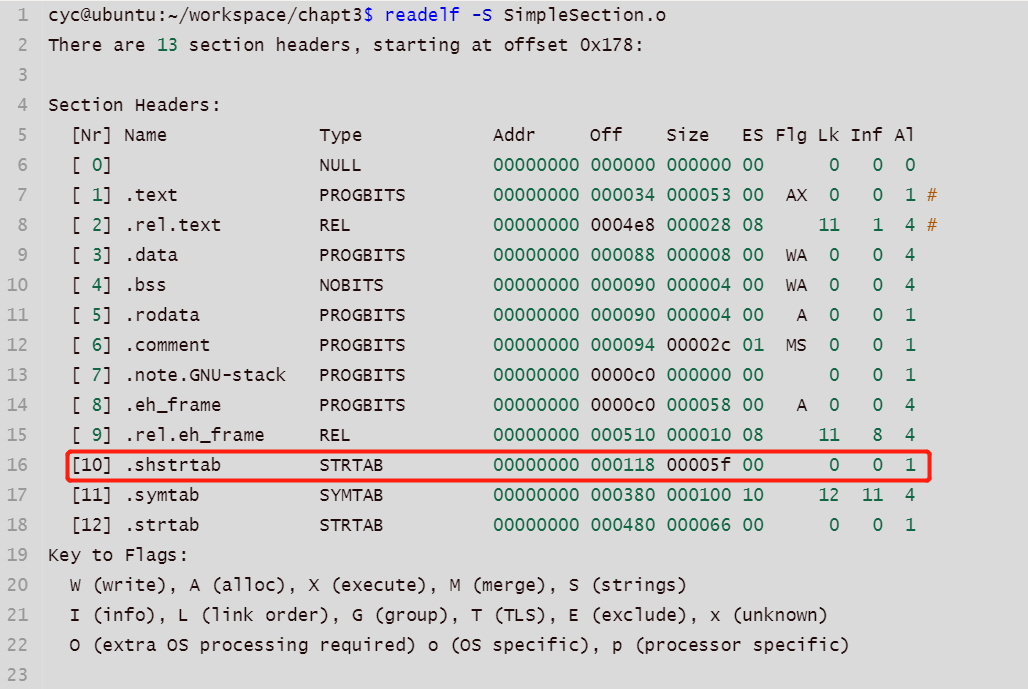 1 cyc@ubuntu:~/workspace/chapt3$ readelf -S SimpleSection.o
2 There are 13 section headers, starting at offset 0x178:
3
4 Section Headers:
5   [Nr] Name              Type            Addr     Off    Size   ES Flg Lk Inf Al
6   [ 0]                   NULL            00000000 000000 000000 00      0   0  0
7   [ 1] .text             PROGBITS        00000000 000034 000053 00  AX  0   0  1 #
8   [ 2] .rel.text         REL             00000000 0004e8 000028 08     11   1  4 #
9   [ 3] .data             PROGBITS        00000000 000088 000008 00  WA  0   0  4
10   [ 4] .bss              NOBITS          00000000 000090 000004 00  WA  0   0  4
11   [ 5] .rodata           PROGBITS        00000000 000090 000004 00   A  0   0  1
12   [ 6] .comment          PROGBITS        00000000 000094 00002c 01  MS  0   0  1
13   [ 7] .note.GNU-stack   PROGBITS        00000000 0000c0 000000 00      0   0  1
14   [ 8] .eh_frame         PROGBITS        00000000 0000c0 000058 00   A  0   0  4
15   [ 9] .rel.eh_frame     REL             00000000 000510 000010 08     11   8  4
16   [10] .shstrtab         STRTAB          00000000 000118 00005f 00      0   0  1
17   [11] .symtab           SYMTAB          00000000 000380 000100 10     12  11  4
18   [12] .strtab           STRTAB          00000000 000480 000066 00      0   0  1
19 Key to Flags:
20   W (write), A (alloc), X (execute), M (merge), S (strings)
21   I (info), L (link order), G (group), T (TLS), E (exclude), x (unknown)
22   O (extra OS processing required) o (OS specific), p (processor specific)
23